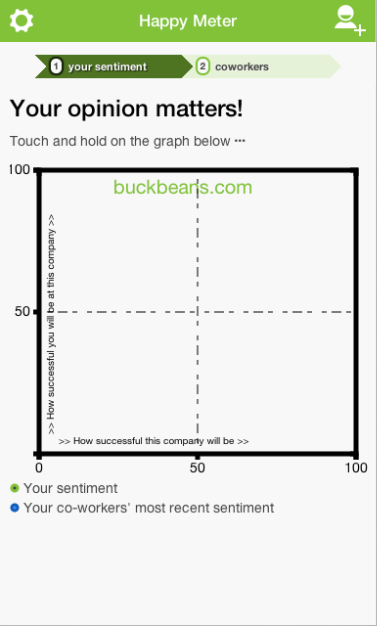 Happy Meter
1 your sentiment 2 coworkers
Your opinion matters!
Touch and hold on the graph below •••
100
buckbeans.com
>> How successful you will be at this company >>
50
>> How successful this company will be >>
0 50 100
Your sentiment
Your co-workers' most recent sentiment